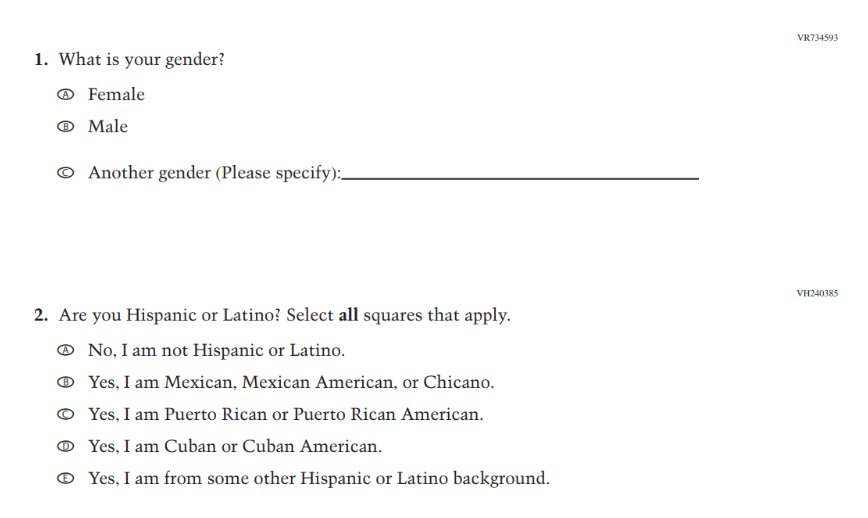 VR734593
1. What is your gender?
Ⓐ Female
Ⓑ Male
Ⓒ Another gender (Please specify):
VH240385
2. Are you Hispanic or Latino? Select all squares that apply.
Ⓐ No, I am not Hispanic or Latino.
Ⓑ Yes, I am Mexican, Mexican American, or Chicano.
Ⓒ Yes, I am Puerto Rican or Puerto Rican American.
Ⓓ Yes, I am Cuban or Cuban American.
Ⓔ Yes, I am from some other Hispanic or Latino background.